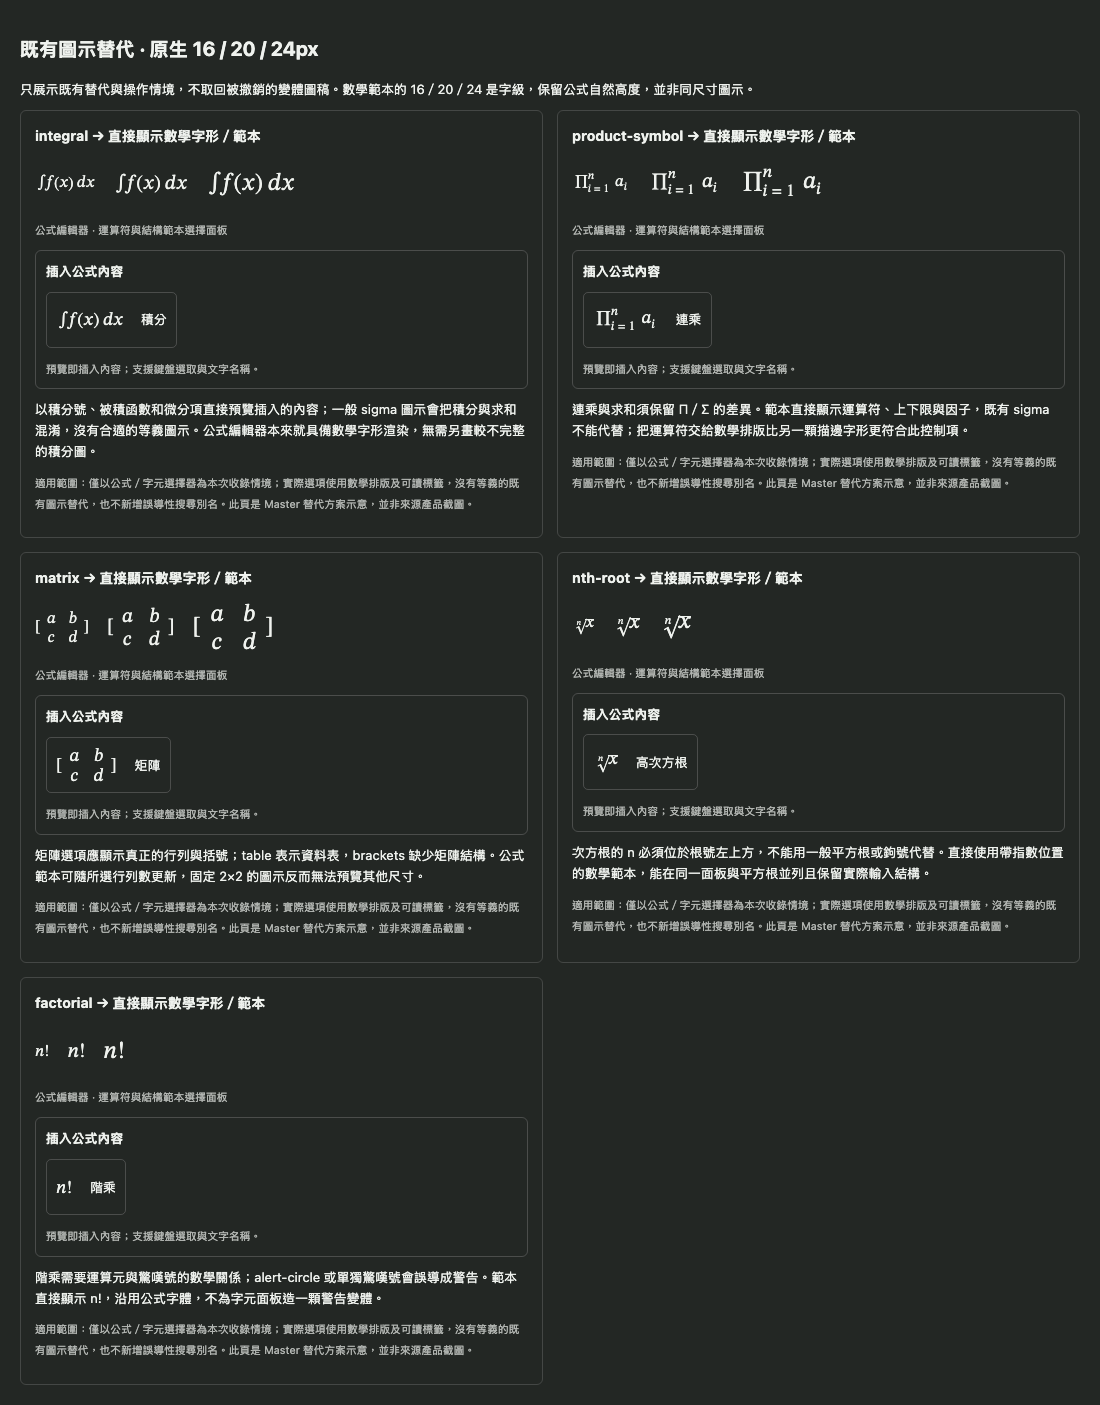 既有圖示替代 · 原生 16 / 20 / 24px
只展示既有替代與操作情境，不取回被撤銷的變體圖稿。數學範本的 16 / 20 / 24 是字級，保留公式自然高度，並非同尺寸圖示。
integral → 直接顯示數學字形 / 範本
∫f(x) dx ∫f(x) dx ∫f(x) dx
公式編輯器 · 運算符與結構範本選擇面板
插入公式內容
∫f(x) dx 積分
預覽即插入內容；支援鍵盤選取與文字名稱。
以積分號、被積函數和微分項直接預覽插入的內容；一般 sigma 圖示會把積分與求和
混淆，沒有合適的等義圖示。公式編輯器本來就具備數學字形渲染，無需另畫較不完整
的積分圖。
適用範圍：僅以公式 / 字元選擇器為本次收錄情境；實際選項使用數學排版及可讀標籤，沒有等義的既
有圖示替代，也不新增誤導性搜尋別名。此頁是 Master 替代方案示意，並非來源產品截圖。
product-symbol → 直接顯示數學字形 / 範本
∏ⁿᵢ₌₁ aᵢ ∏ⁿᵢ₌₁ aᵢ ∏ⁿᵢ₌₁ aᵢ
公式編輯器 · 運算符與結構範本選擇面板
插入公式內容
∏ⁿᵢ₌₁ aᵢ 連乘
預覽即插入內容；支援鍵盤選取與文字名稱。
連乘與求和須保留 Π / Σ 的差異。範本直接顯示運算符、上下限與因子，既有 sigma
不能代替；把運算符交給數學排版比另一顆描邊字形更符合此控制項。
適用範圍：僅以公式 / 字元選擇器為本次收錄情境；實際選項使用數學排版及可讀標籤，沒有等義的既
有圖示替代，也不新增誤導性搜尋別名。此頁是 Master 替代方案示意，並非來源產品截圖。
matrix → 直接顯示數學字形 / 範本
[ a b ] [ a b ] [ a b ]
c d c d c d
公式編輯器 · 運算符與結構範本選擇面板
插入公式內容
[ a b ] 矩陣
c d
預覽即插入內容；支援鍵盤選取與文字名稱。
矩陣選項應顯示真正的行列與括號；table 表示資料表，brackets 缺少矩陣結構。公式
範本可隨所選行列數更新，固定 2×2 的圖示反而無法預覽其他尺寸。
適用範圍：僅以公式 / 字元選擇器為本次收錄情境；實際選項使用數學排版及可讀標籤，沒有等義的既
有圖示替代，也不新增誤導性搜尋別名。此頁是 Master 替代方案示意，並非來源產品截圖。
nth-root → 直接顯示數學字形 / 範本
ⁿ√x ⁿ√x ⁿ√x
公式編輯器 · 運算符與結構範本選擇面板
插入公式內容
ⁿ√x 高次方根
預覽即插入內容；支援鍵盤選取與文字名稱。
次方根的 n 必須位於根號左上方，不能用一般平方根或鉤號代替。直接使用帶指數位置
的數學範本，能在同一面板與平方根並列且保留實際輸入結構。
適用範圍：僅以公式 / 字元選擇器為本次收錄情境；實際選項使用數學排版及可讀標籤，沒有等義的既
有圖示替代，也不新增誤導性搜尋別名。此頁是 Master 替代方案示意，並非來源產品截圖。
factorial → 直接顯示數學字形 / 範本
n! n! n!
公式編輯器 · 運算符與結構範本選擇面板
插入公式內容
n! 階乘
預覽即插入內容；支援鍵盤選取與文字名稱。
階乘需要運算元與驚嘆號的數學關係；alert-circle 或單獨驚嘆號會誤導成警告。範本
直接顯示 n!，沿用公式字體，不為字元面板造一顆警告變體。
適用範圍：僅以公式 / 字元選擇器為本次收錄情境；實際選項使用數學排版及可讀標籤，沒有等義的既
有圖示替代，也不新增誤導性搜尋別名。此頁是 Master 替代方案示意，並非來源產品截圖。